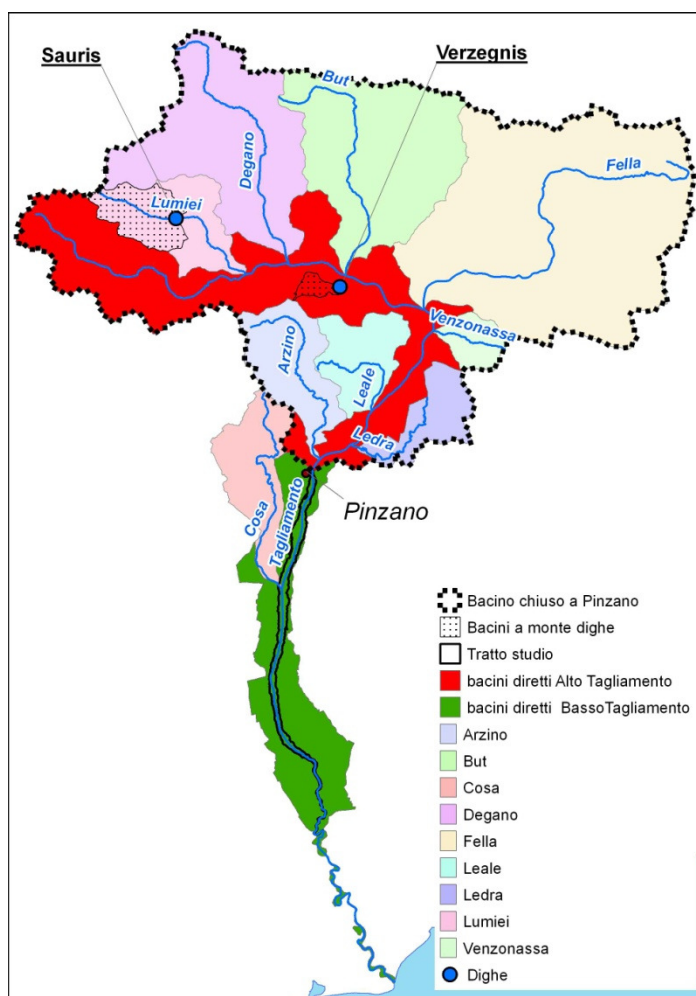 Sauris
Verzegnis
But
Degano
Fella
Lumiei
Venzonassa
Arzino
Leale
Ledra
Cosa
Tagliamento
Pinzano
Bacino chiuso a Pinzano
Bacini a monte dighe
Tratto studio
bacini diretti Alto Tagliamento
bacini diretti BassoTagliamento
Arzino
But
Cosa
Degano
Fella
Leale
Ledra
Lumiei
Venzonassa
Dighe